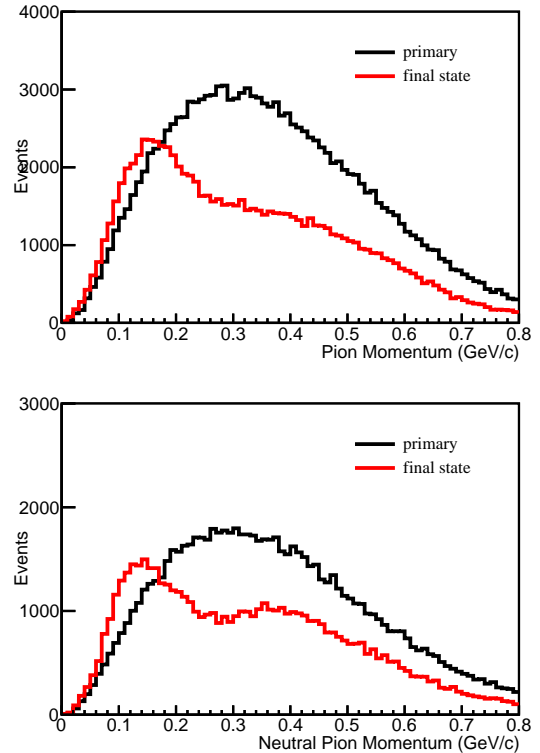 4000
primary
final state
3000
Events
2000
1000
0
0 0.1 0.2 0.3 0.4 0.5 0.6 0.7 0.8
Pion Momentum (GeV/c)
3000
primary
final state
2000
Events
1000
0
0 0.1 0.2 0.3 0.4 0.5 0.6 0.7 0.8
Neutral Pion Momentum (GeV/c)